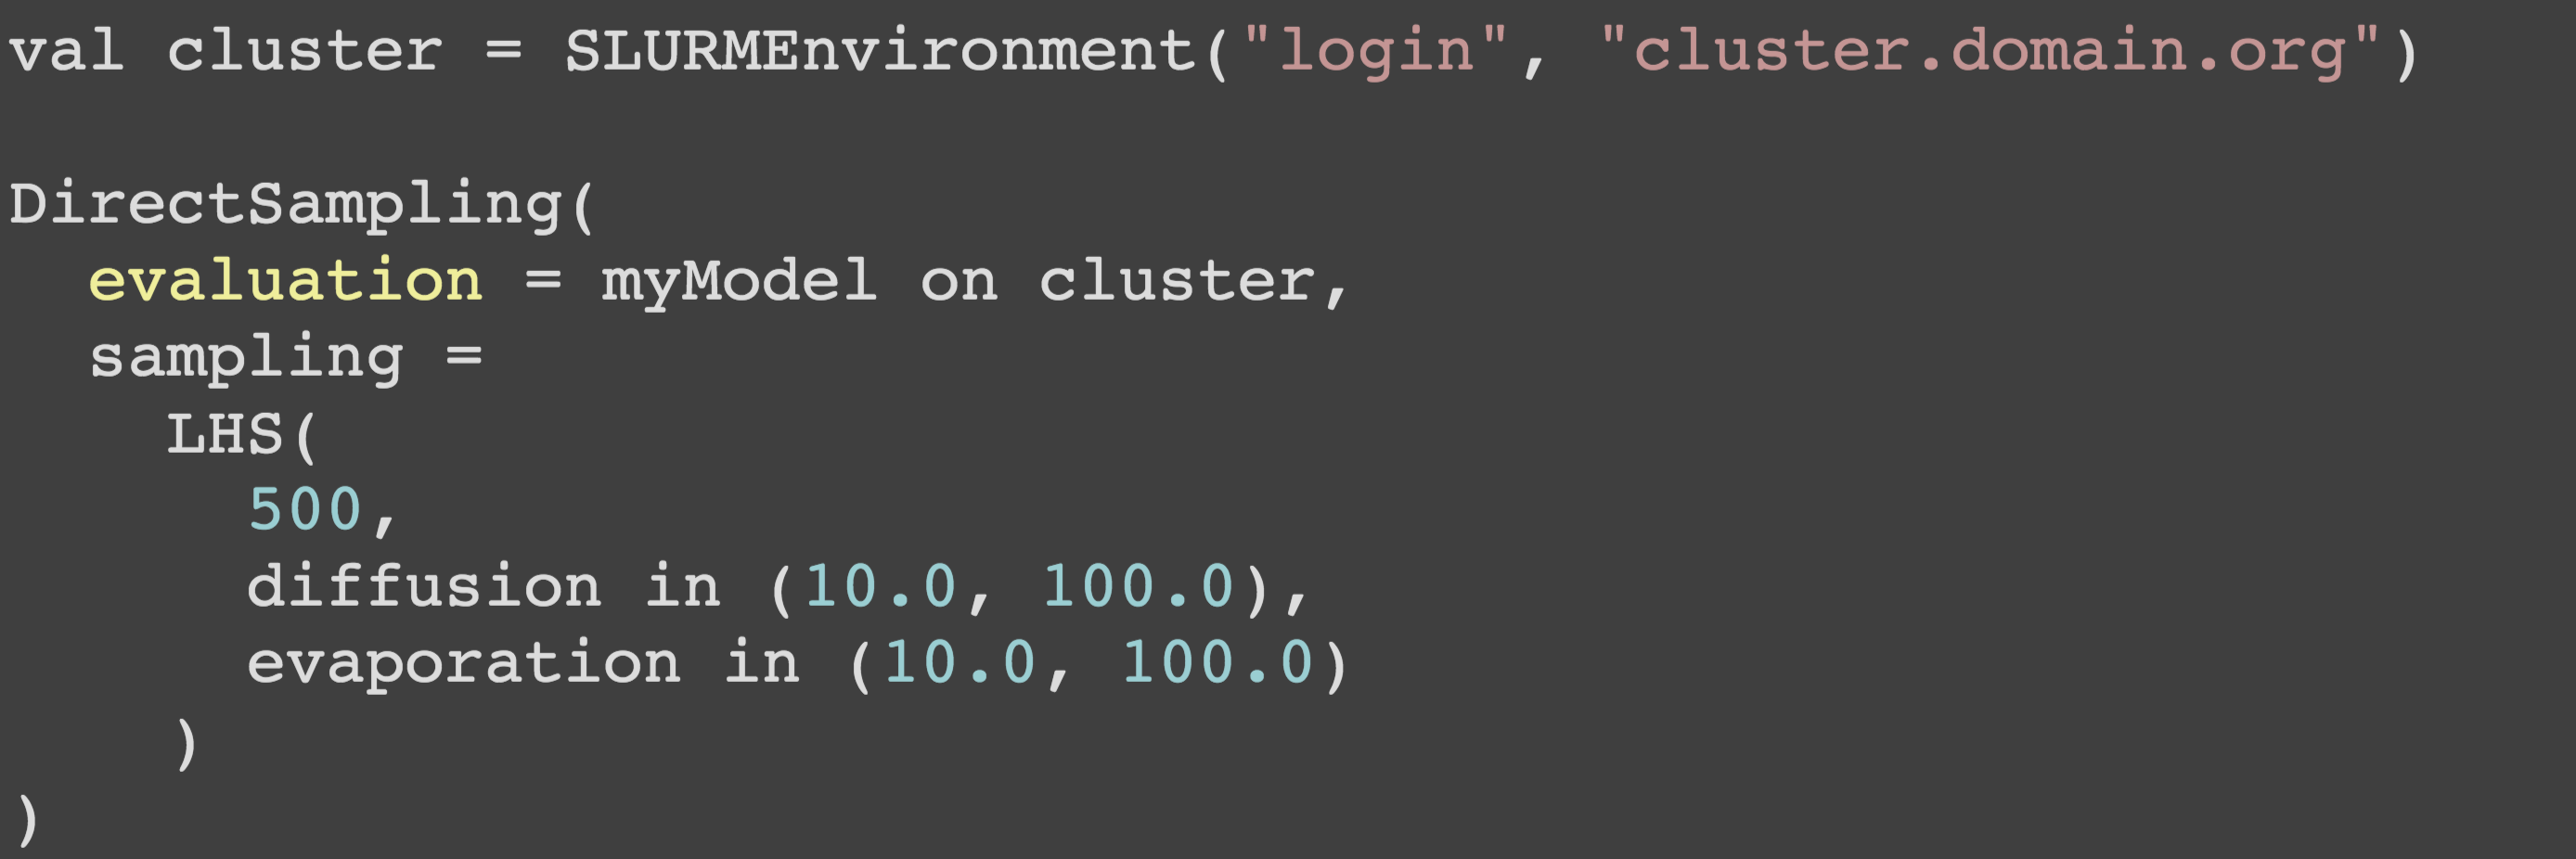 val cluster = SLURMEnvironment("login", "cluster.domain.org")

DirectSampling(
  evaluation = myModel on cluster,
  sampling =
    LHS(
      500,
      diffusion in (10.0, 100.0),
      evaporation in (10.0, 100.0)
    )
)